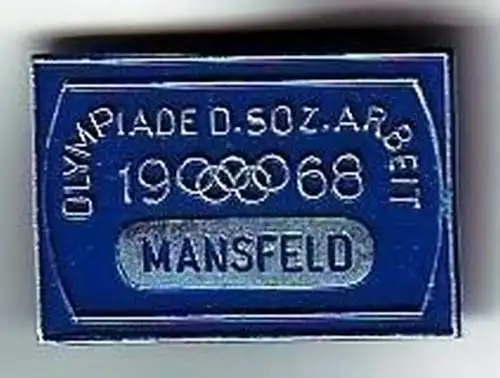 OLYMPIADE D. SOZ. ARBEIT
1968
MANSFELD